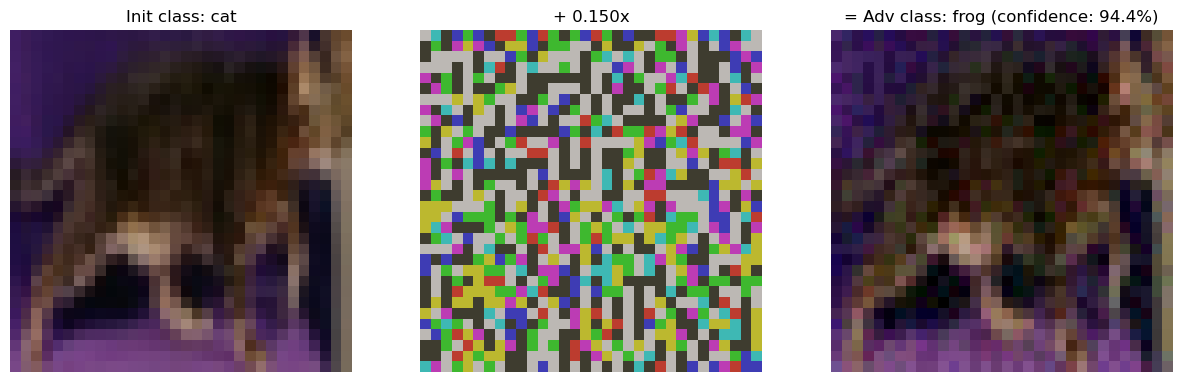 Init class: cat
+ 0.150x
= Adv class: frog (confidence: 94.4%)